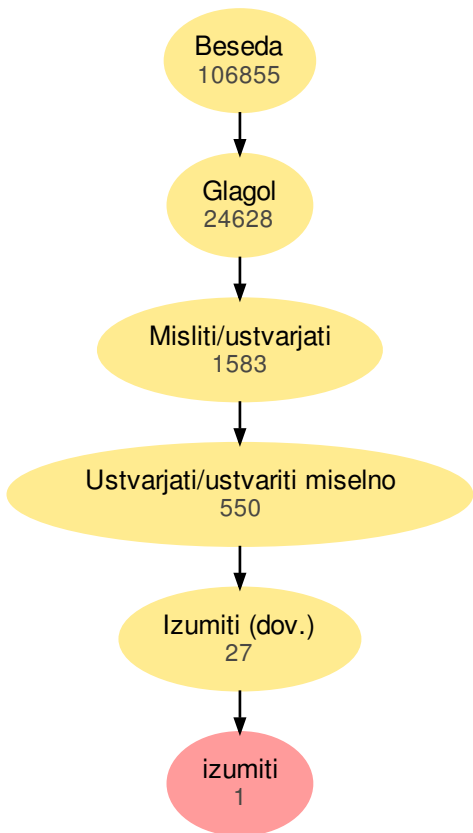 Beseda
106855
Glagol
24628
Misliti/ustvarjati
1583
Ustvarjati/ustvariti miselno
550
Izumiti (dov.)
27
izumiti
1